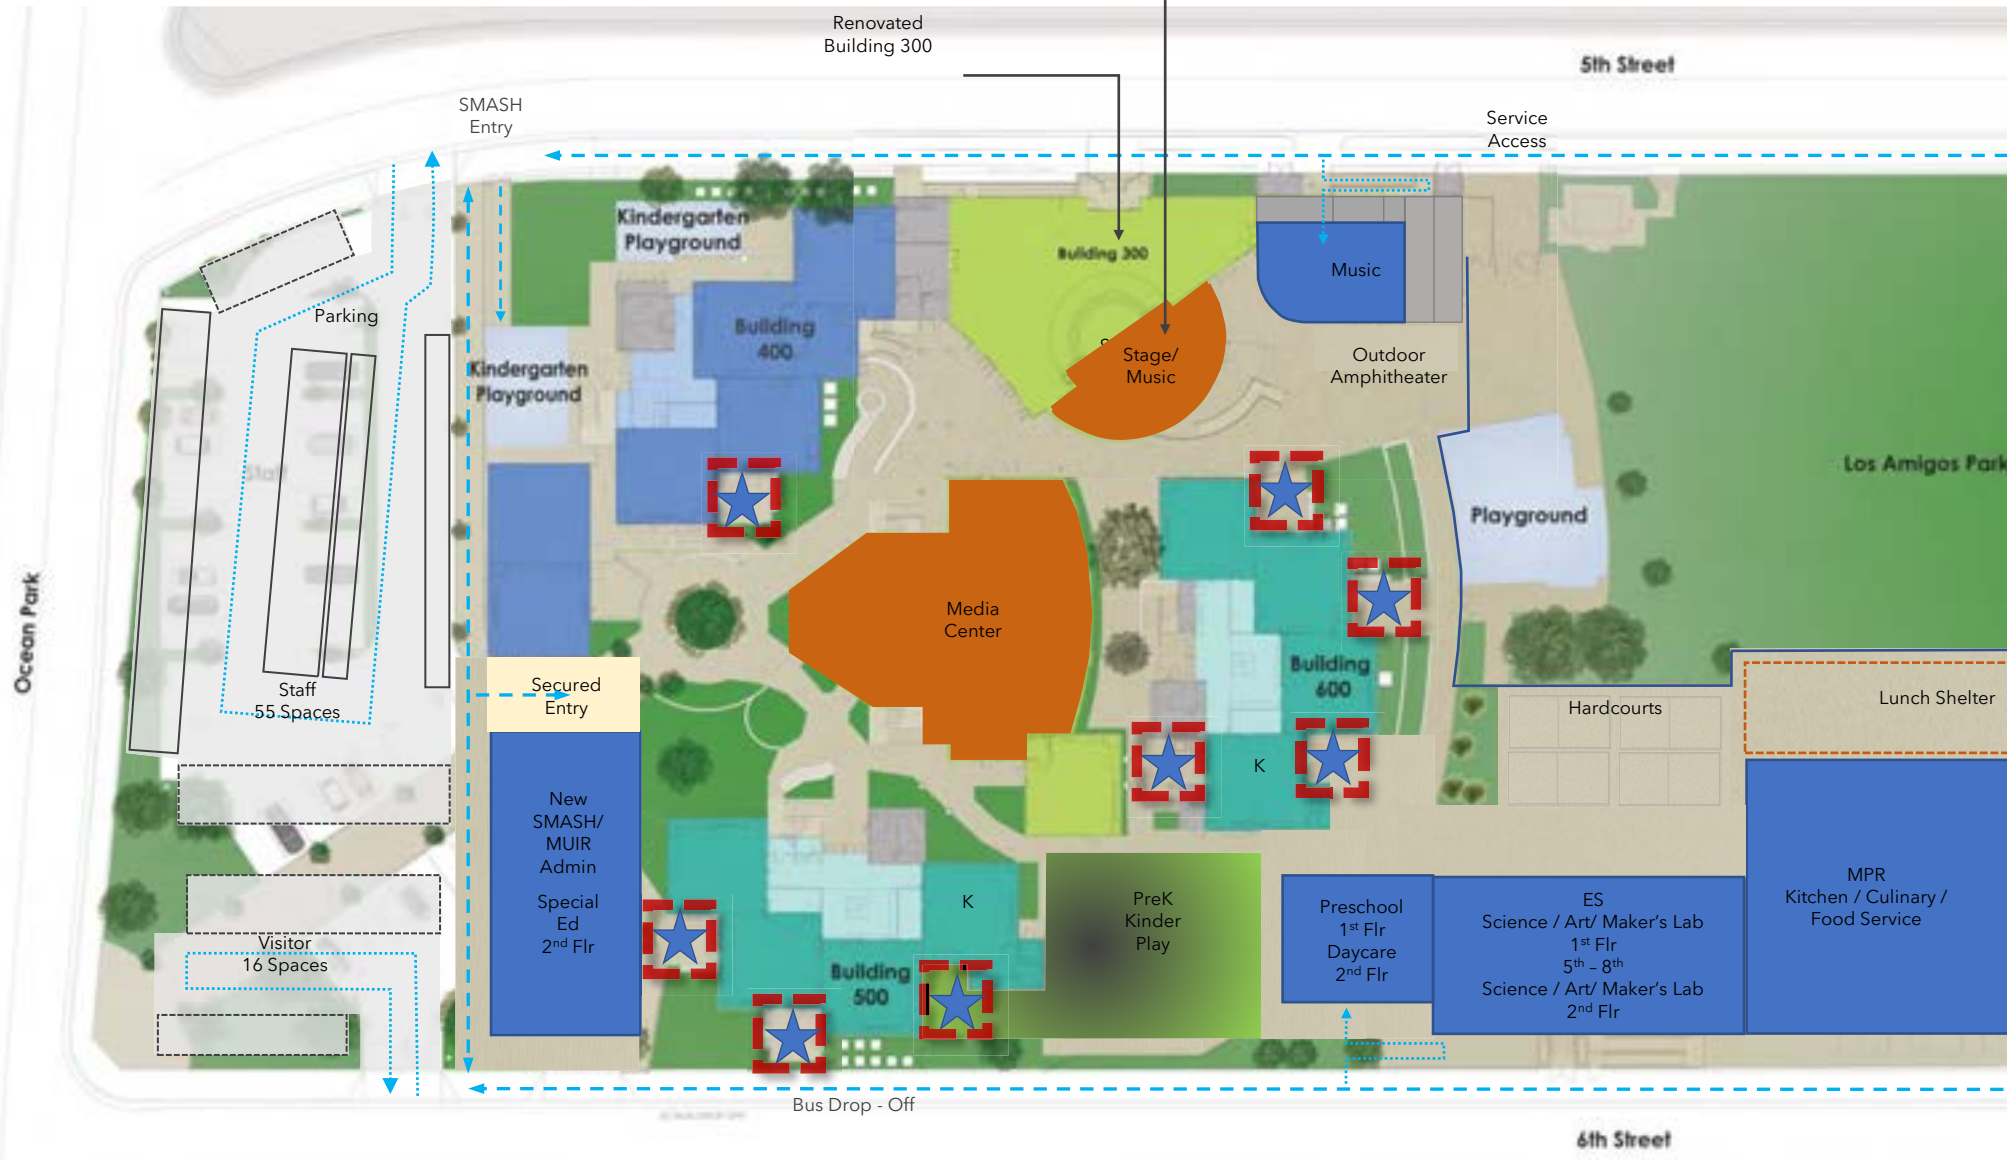 Renovated
Building 300
5th Street
SMASH
Entry
Service
Access
Kindergarten
Playground
Building 300
Music
Parking
Building
400
Stage/
Music
Outdoor
Amphitheater
Kindergarten
Playground
Staff
Los Amigos Park
Playground
Ocean Park
Media
Center
Building
600
Secured
Entry
Staff
55 Spaces
Hardcourts
Lunch Shelter
K
New
SMASH/
MUIR
Admin
Special
Ed
2nd Flr
K
PreK
Kinder
Play
Preschool
1st Flr
Daycare
2nd Flr
ES
Science / Art/ Maker's Lab
1st Flr
5th – 8th
Science / Art/ Maker's Lab
2nd Flr
MPR
Kitchen / Culinary /
Food Service
Visitor
16 Spaces
Building
500
Bus Drop - Off
6th Street